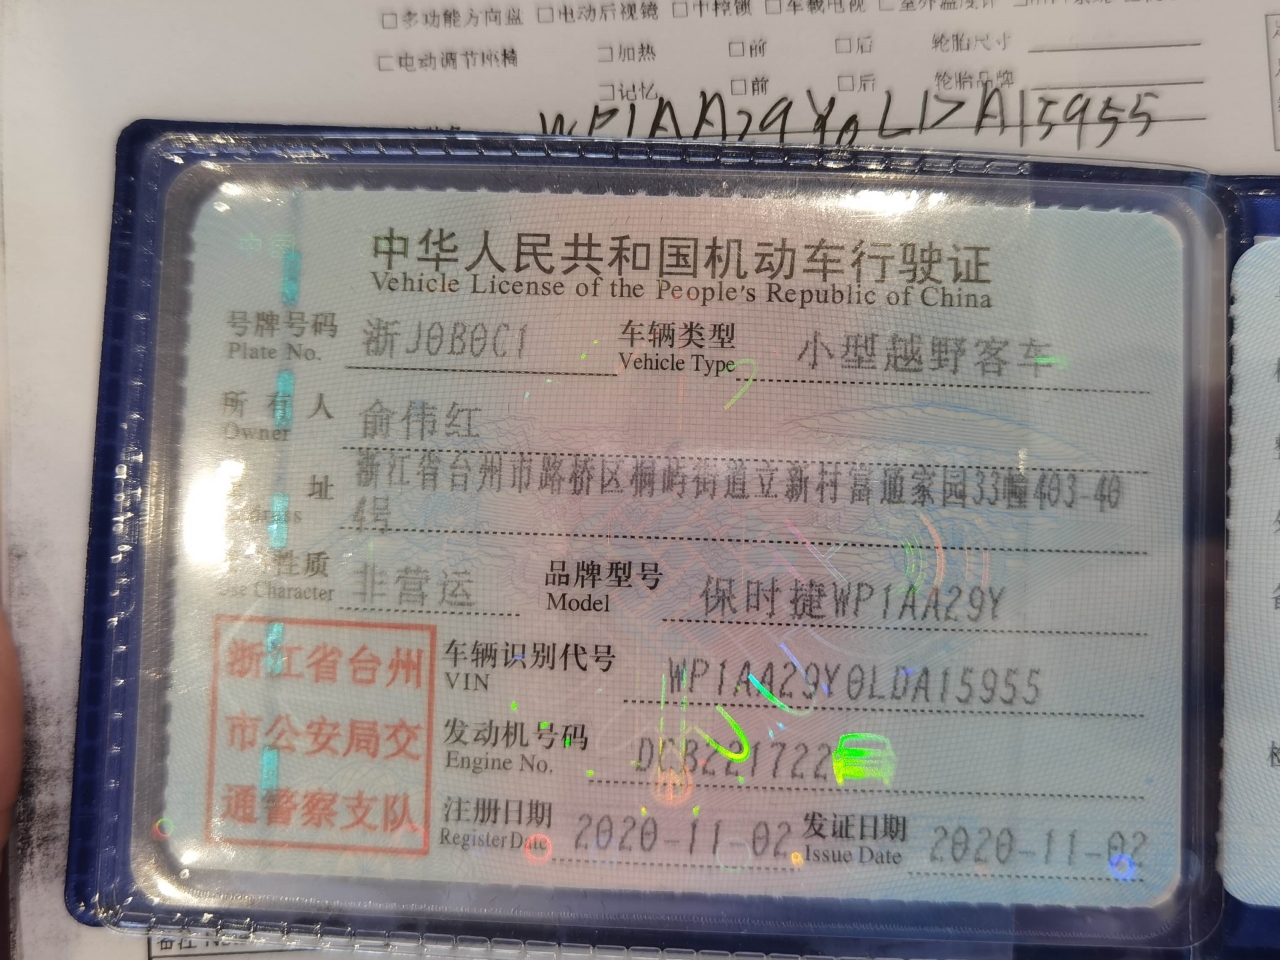 □多功能方向盘 □电动后视镜 □中控锁 □车载电视
□电动调节座椅 □加热 □前 □后 轮胎尺寸
□记忆 □前 □后 轮胎品牌
WP1AA29Y0LDA15955
中华人民共和国机动车行驶证
Vehicle License of the People's Republic of China
号牌号码 浙J0B0C1 车辆类型 小型越野客车
Plate No. Vehicle Type
所有人 俞伟红
Owner
址 浙江省台州市路桥区桐屿街道立新村富通家园33幢403-40
4号
性质 非营运 品牌型号 保时捷WP1AA29Y
Use Character Model
浙江省台州
市公安局交
通警察支队
车辆识别代号 WP1AA29Y0LDA15955
VIN
发动机号码 DCB221722
Engine No.
注册日期 2020-11-02 发证日期 2020-11-02
Register Date Issue Date